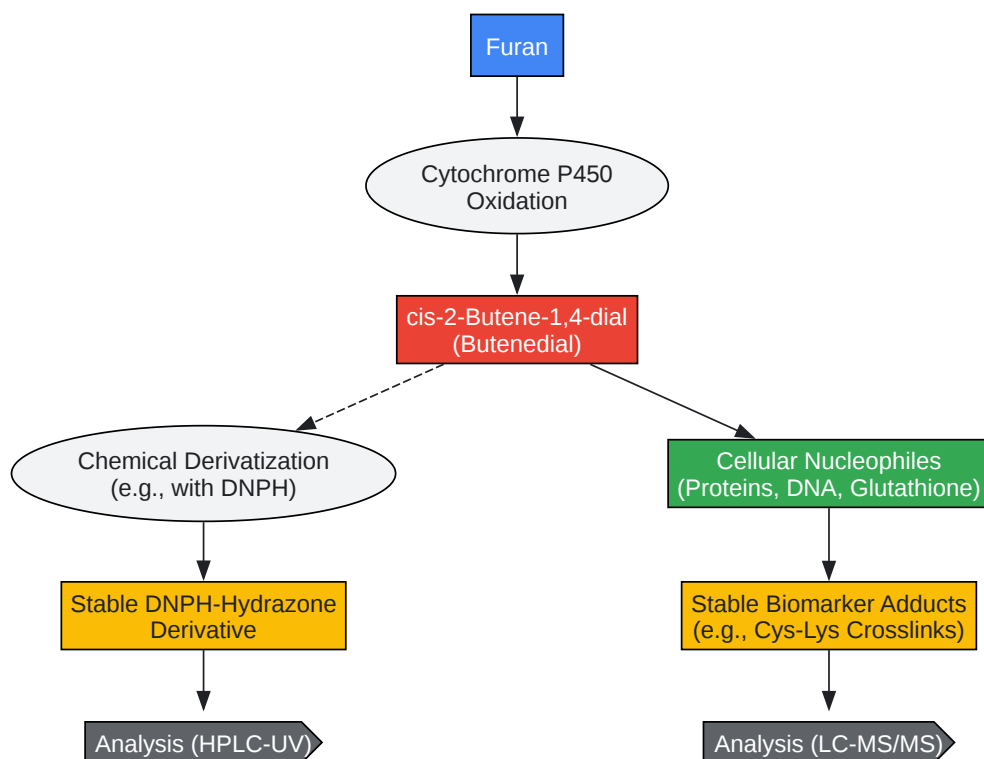 Furan
Cytochrome P450
Oxidation
cis-2-Butene-1,4-dial
(Butenedial)
Chemical Derivatization
(e.g., with DNPH)
Cellular Nucleophiles
(Proteins, DNA, Glutathione)
Stable DNPH-Hydrazone
Derivative
Stable Biomarker Adducts
(e.g., Cys-Lys Crosslinks)
Analysis (HPLC-UV)
Analysis (LC-MS/MS)